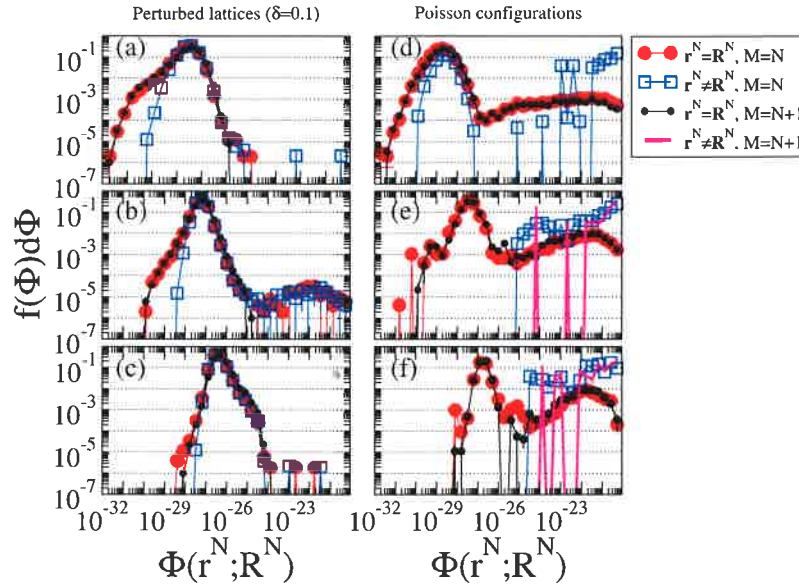 Perturbed lattices (δ=0.1)
Poisson configurations
(a)
(d)
r^N=R^N, M=N
r^N≠R^N, M=N
r^N=R^N, M=N+
r^N≠R^N, M=N+
10^-1
10^-3
10^-5
10^-7
(b)
(e)
10^-1
10^-3
10^-5
10^-7
(c)
(f)
10^-1
10^-3
10^-5
10^-7
f(Φ)dΦ
10^-32 10^-29 10^-26 10^-23
10^-32 10^-29 10^-26 10^-23
Φ(r^N;R^N)
Φ(r^N;R^N)